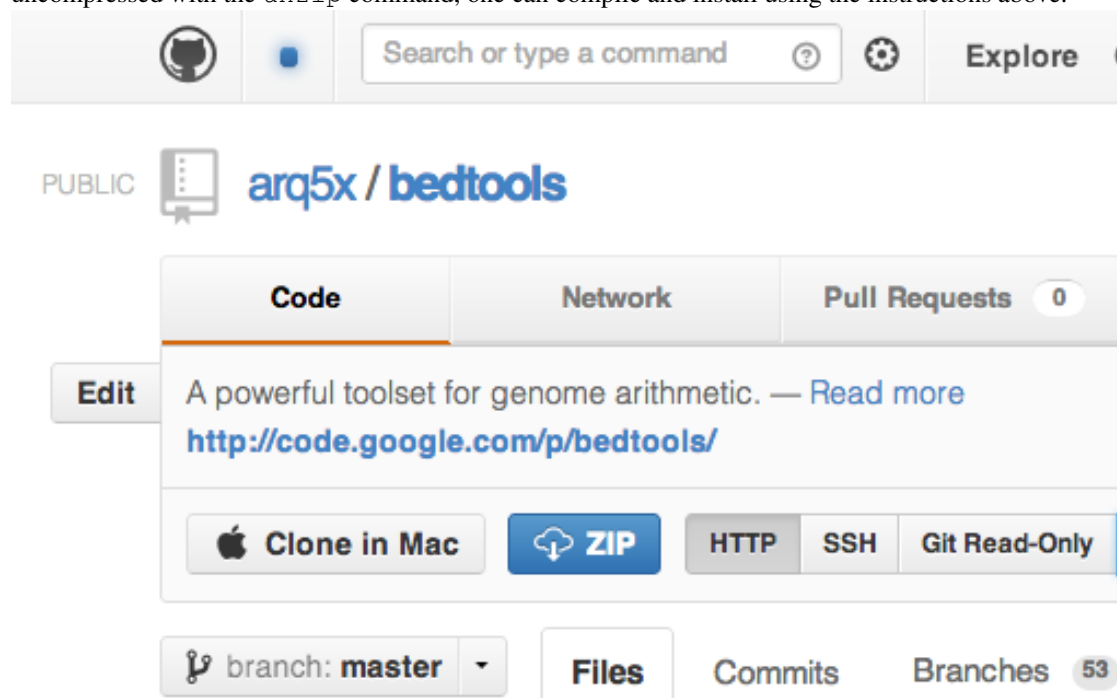 uncompressed with the unzip command, one can compile and install using the instructions above.
Search or type a command
Explore
PUBLIC arq5x / bedtools
Code Network Pull Requests 0
Edit A powerful toolset for genome arithmetic. — Read more
http://code.google.com/p/bedtools/
Clone in Mac ZIP HTTP SSH Git Read-Only
branch: master Files Commits Branches 53